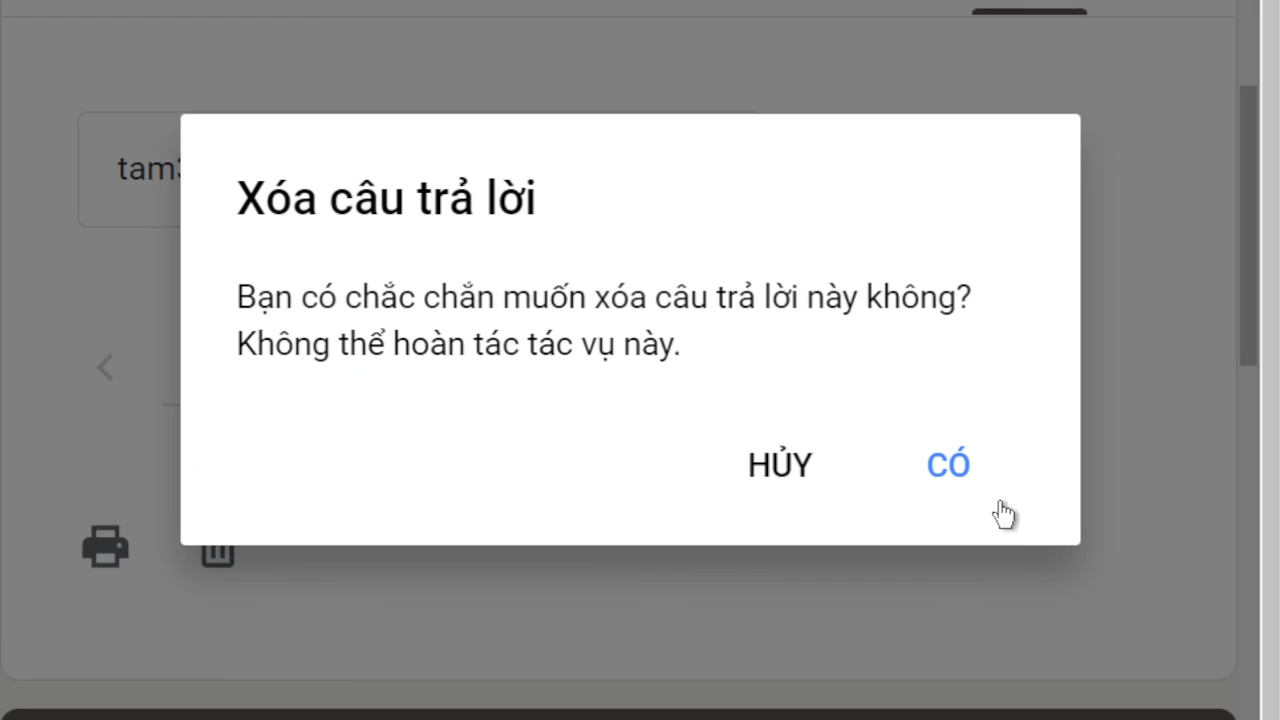 Xóa câu trả lời
Bạn có chắc chắn muốn xóa câu trả lời này không?
Không thể hoàn tác tác vụ này.
HỦY
CÓ